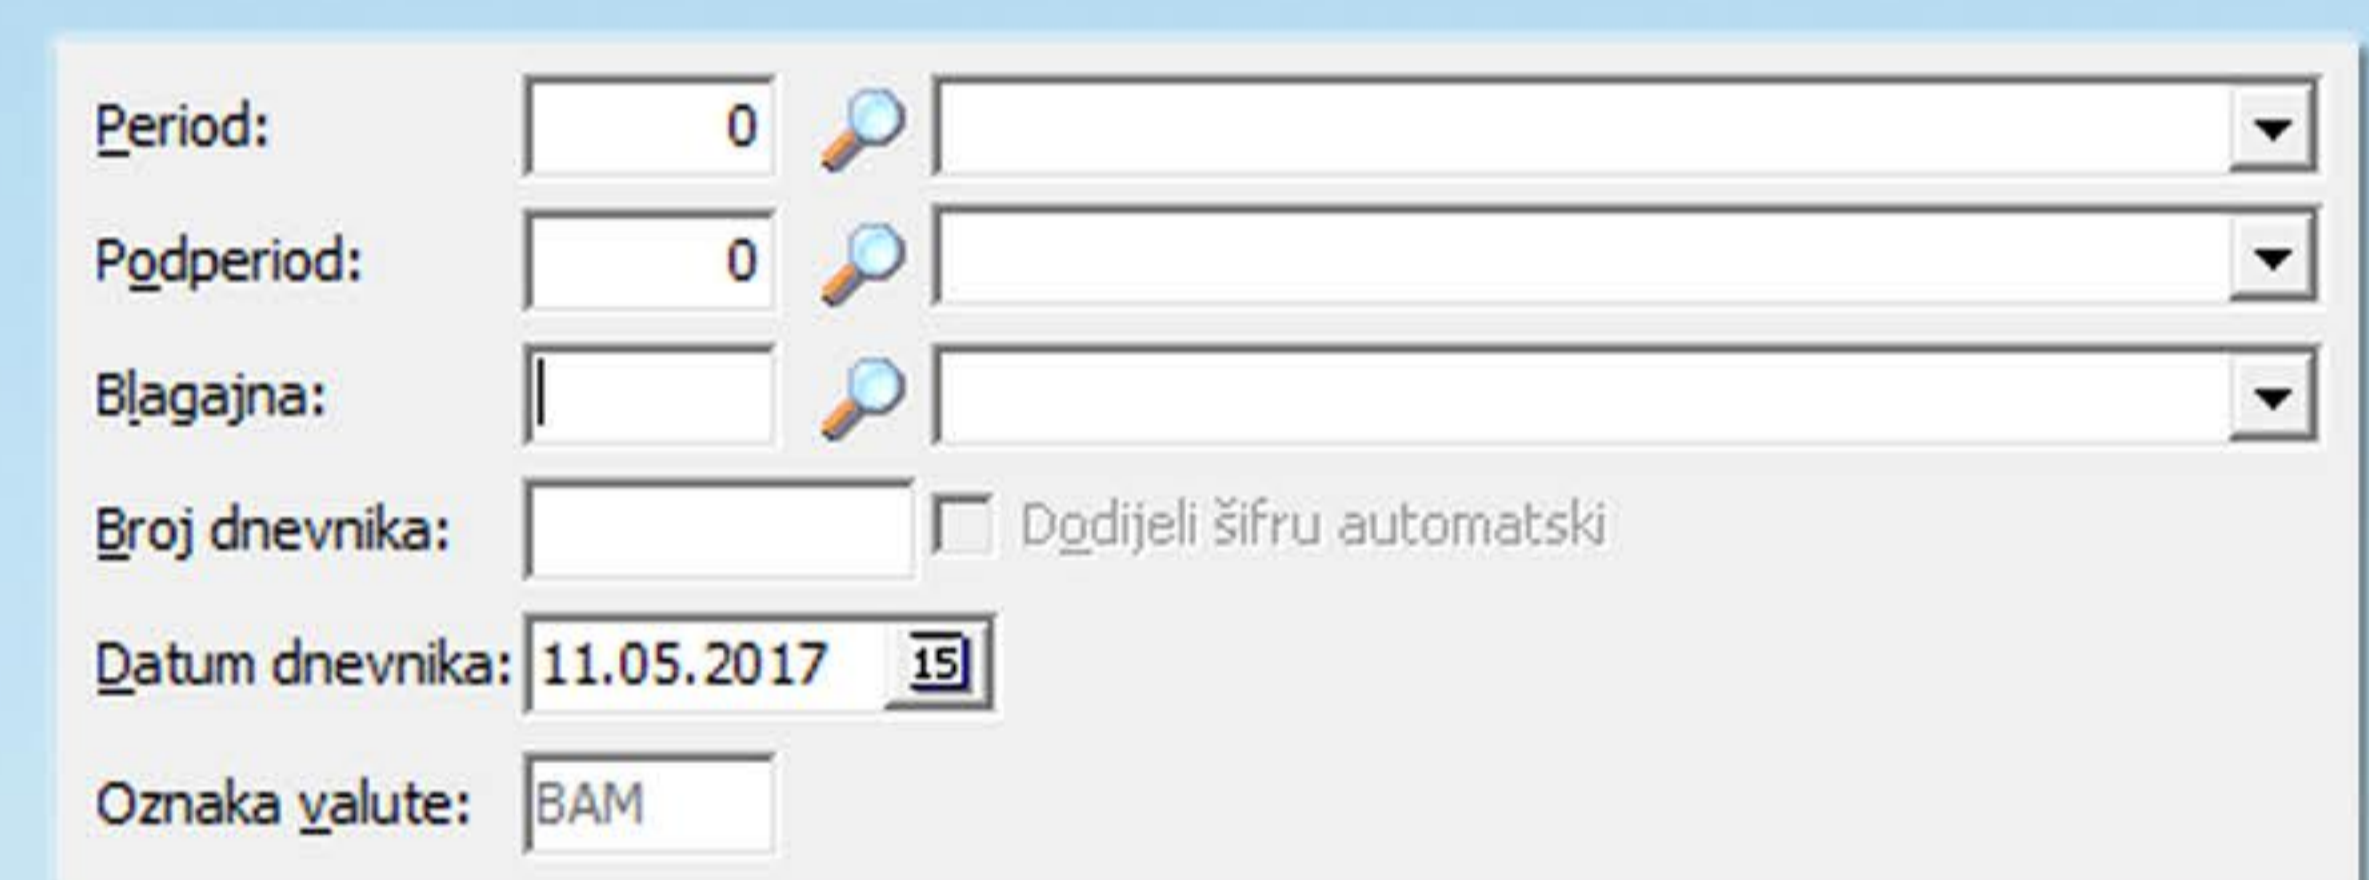 Period: 0
Podperiod: 0
Blagajna:
Broj dnevnika: Dodijeli šifru automatski
Datum dnevnika: 11.05.2017 15
Oznaka valute: BAM